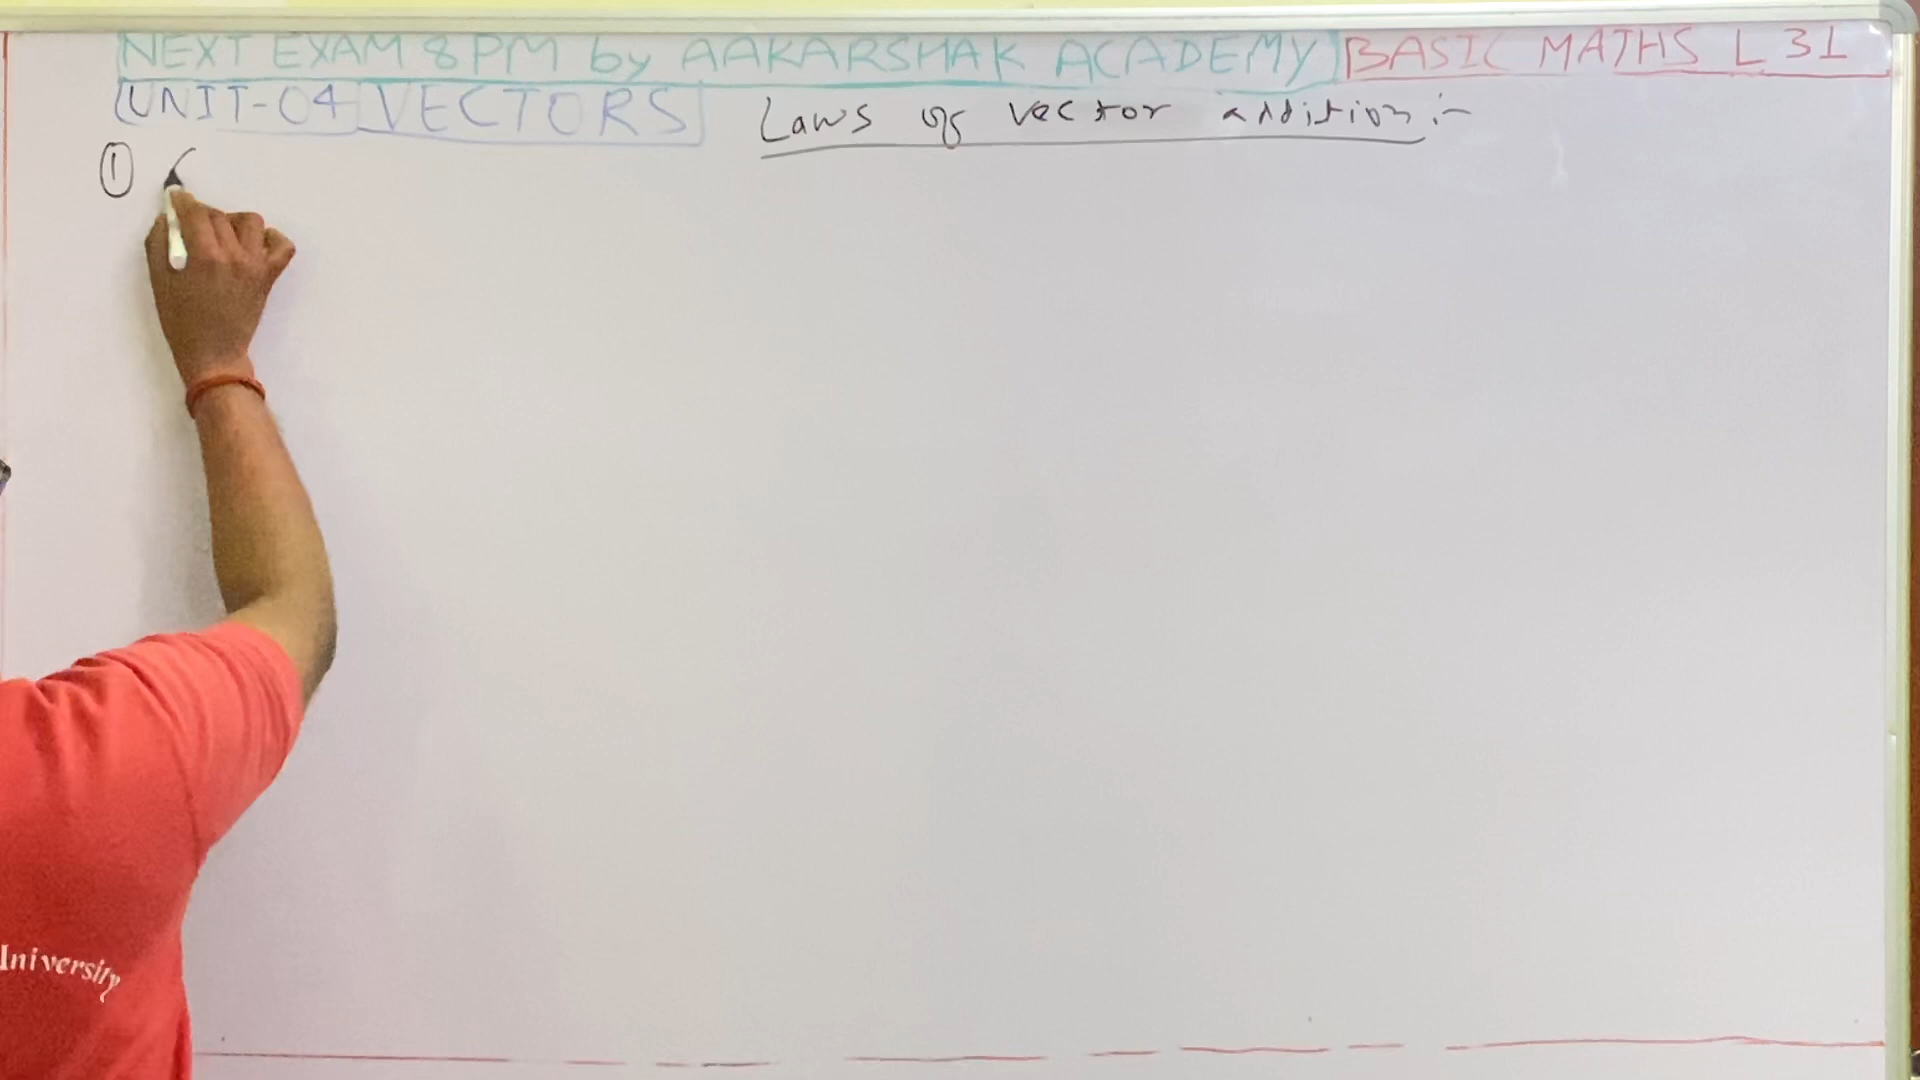 NEXT EXAM 8PM by AAKARSHAK ACADEMY BASIC MATHS L 31
UNIT-04 VECTORS Laws of vector addition :-
①
University